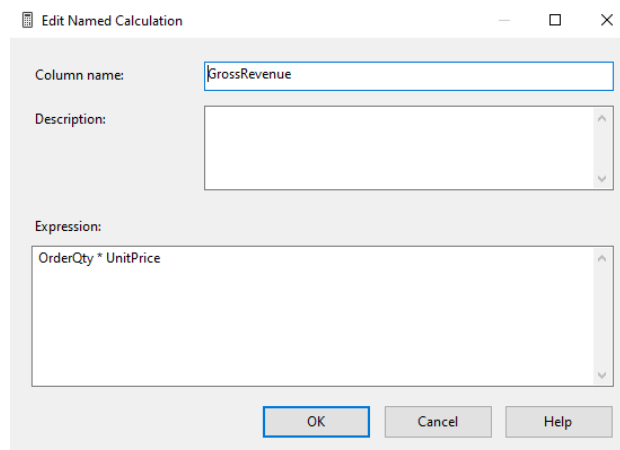 Edit Named Calculation
Column name: GrossRevenue
Description:
Expression:
OrderQty * UnitPrice
OK Cancel Help